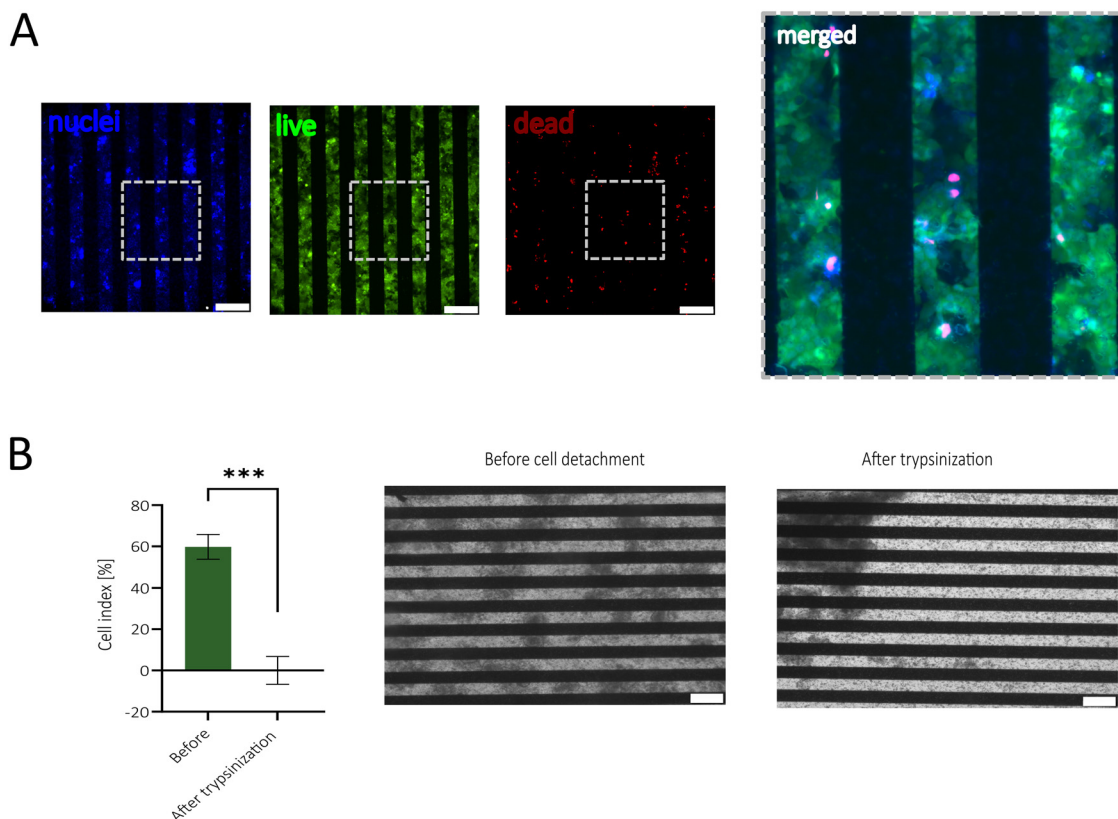 A
nuclei
live
dead
merged
B
***
Cell index [%]
80
60
40
20
0
-20
Before
After trypsinization
Before cell detachment
After trypsinization